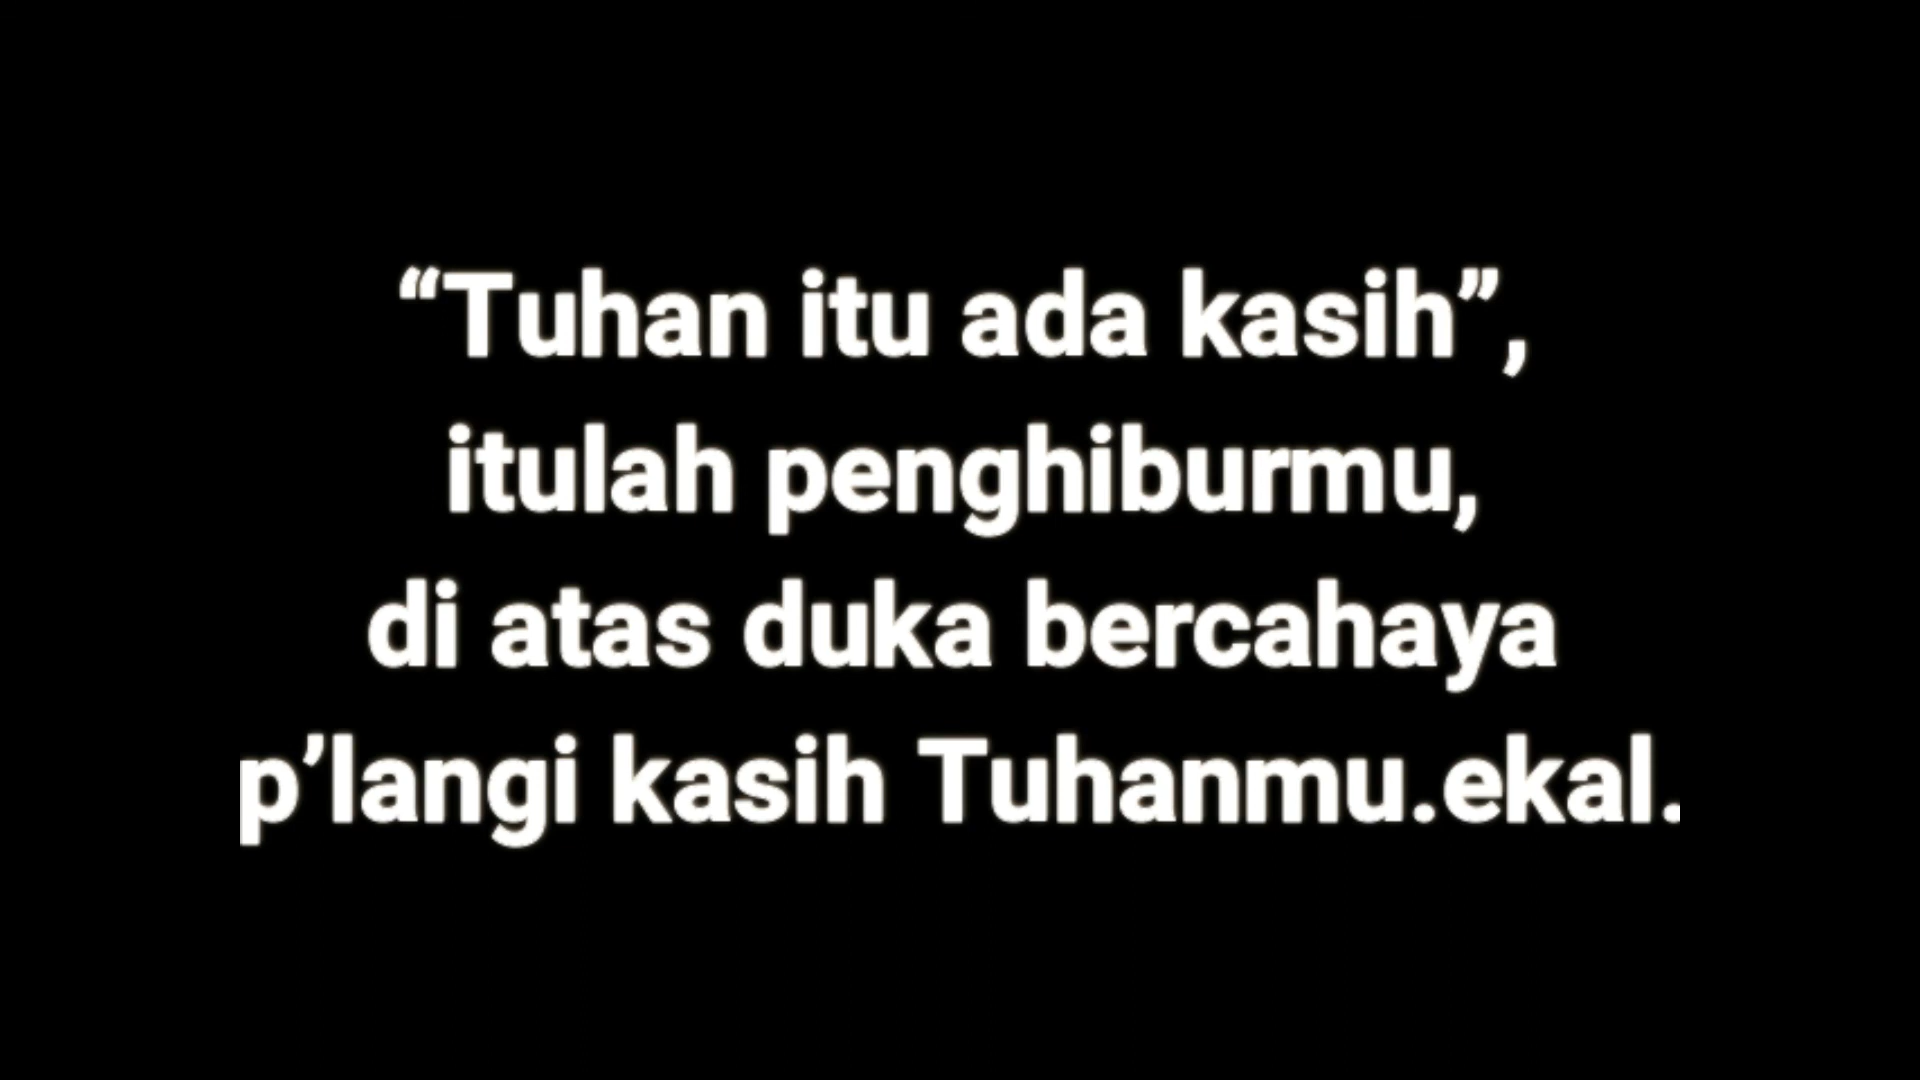 “Tuhan itu ada kasih”,
itulah penghiburmu,
di atas duka bercahaya
p’langi kasih Tuhanmu.ekal.